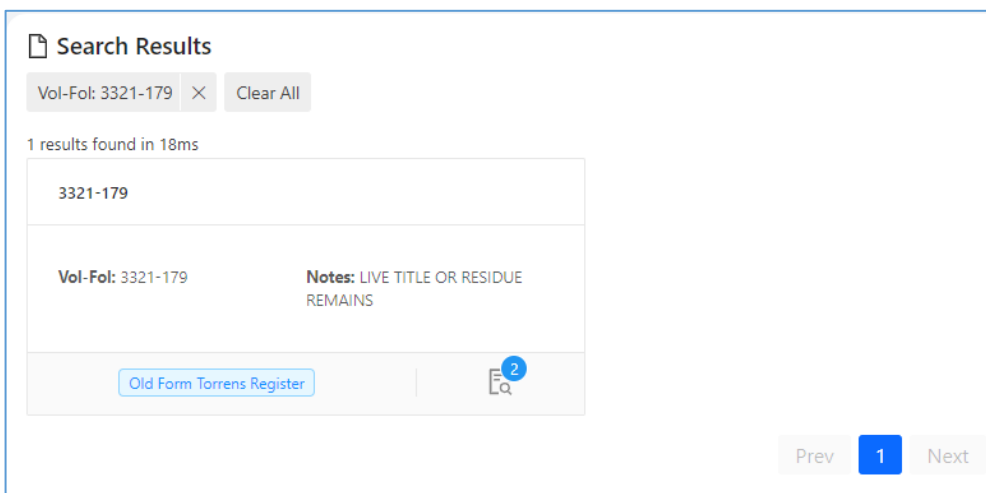 Search Results
Vol-Fol: 3321-179 × Clear All
1 results found in 18ms
3321-179
Vol-Fol: 3321-179
Notes: LIVE TITLE OR RESIDUE
REMAINS
Old Form Torrens Register
2
Prev 1 Next